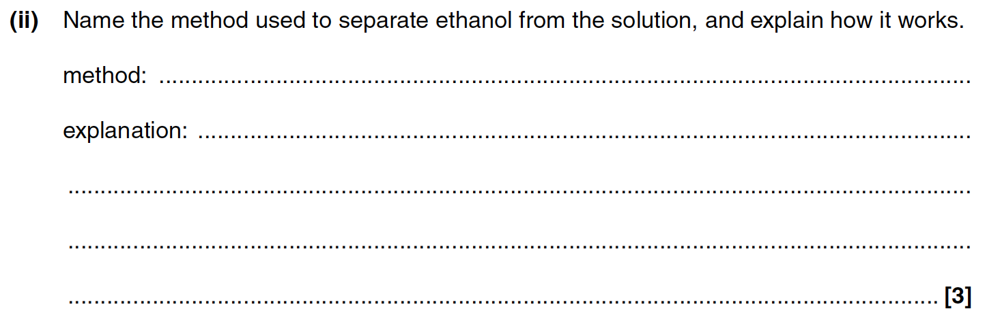 (ii) Name the method used to separate ethanol from the solution, and explain how it works.
method: ..............................................................................................................................
explanation: ........................................................................................................................
............................................................................................................................................
............................................................................................................................................
....................................................................................................................................... [3]